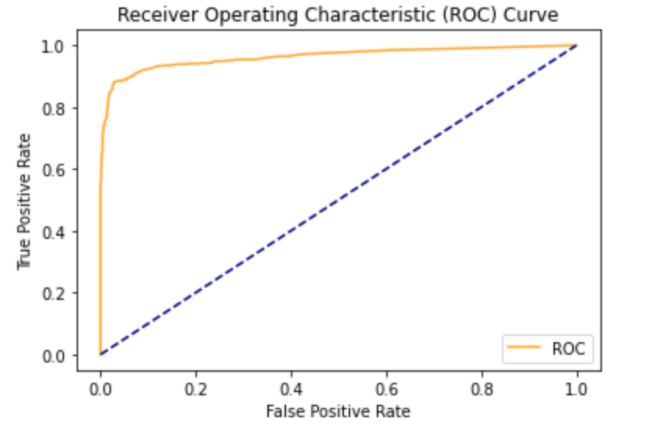 Receiver Operating Characteristic (ROC) Curve
1.0
0.8
0.6
0.4
0.2
0.0
True Positive Rate
ROC
0.0 0.2 0.4 0.6 0.8 1.0
False Positive Rate